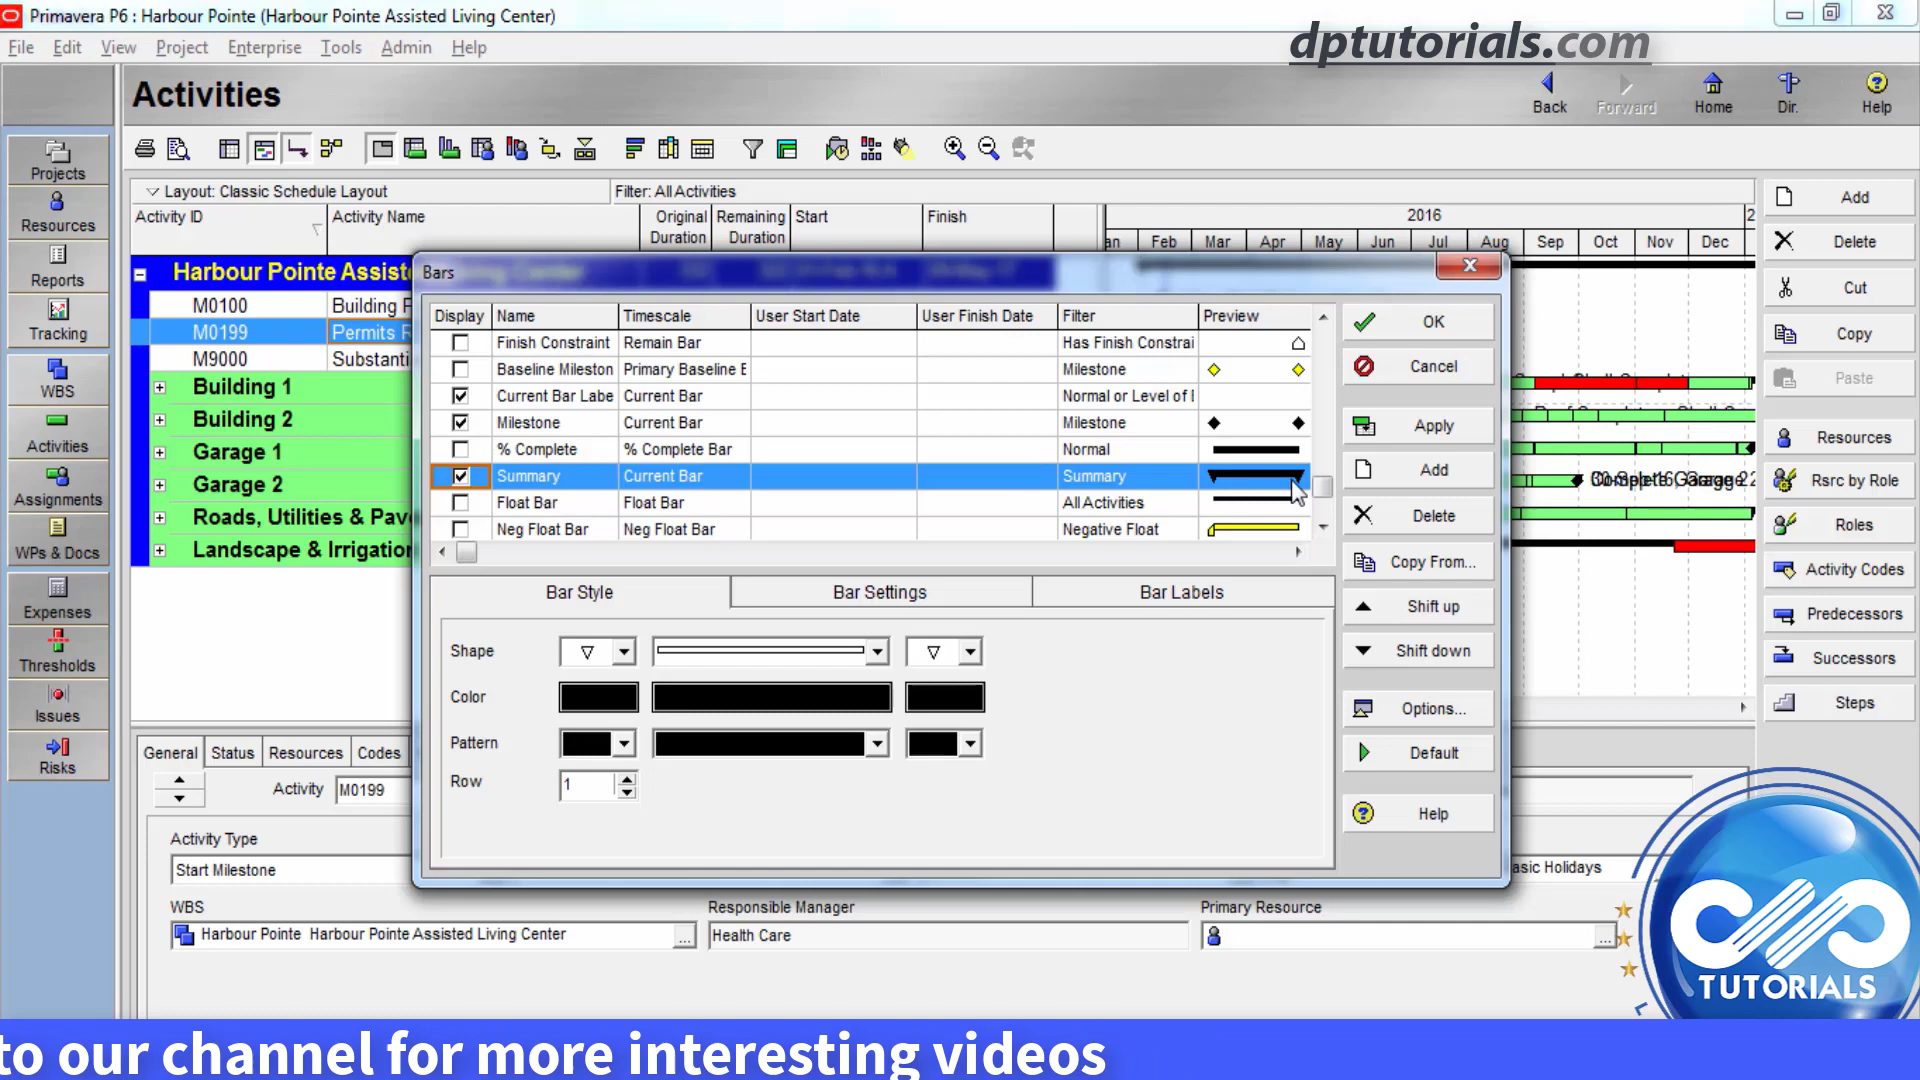 Primavera P6 : Harbour Pointe (Harbour Pointe Assisted Living Center)
File Edit View Project Enterprise Tools Admin Help
dptutorials.com
Activities
Back Forward Home Dir. Help
Projects
Resources
Reports
Tracking
WBS
Activities
Assignments
WPs & Docs
Expenses
Thresholds
Issues
Risks
Layout: Classic Schedule Layout Filter: All Activities
Activity ID Activity Name Original Duration Remaining Duration Start Finish
2016
Feb Mar Apr May Jun Jul Aug Sep Oct Nov Dec
Harbour Pointe Assist
M0100 Building P
M0199 Permits R
M9000 Substanti
Building 1
Building 2
Garage 1
Garage 2
Roads, Utilities & Pav
Landscape & Irrigation
Bars
Display Name Timescale User Start Date User Finish Date Filter Preview
Finish Constraint Remain Bar Has Finish Constrai
Baseline Mileston Primary Baseline B Milestone
Current Bar Labe Current Bar Normal or Level of E
Milestone Current Bar Milestone
% Complete % Complete Bar Normal
Summary Current Bar Summary
Float Bar Float Bar All Activities
Neg Float Bar Neg Float Bar Negative Float
Bar Style Bar Settings Bar Labels
Shape
Color
Pattern
Row 1
OK
Cancel
Apply
Add
Delete
Copy From...
Shift up
Shift down
Options...
Default
Help
Add
Delete
Cut
Copy
Paste
Resources
Rsrc by Role
Roles
Activity Codes
Predecessors
Successors
Steps
General Status Resources Codes
Activity M0199
Activity Type
Start Milestone
asic Holidays
WBS Responsible Manager Primary Resource
Harbour Pointe Harbour Pointe Assisted Living Center ... Health Care ...
TUTORIALS
to our channel for more interesting videos